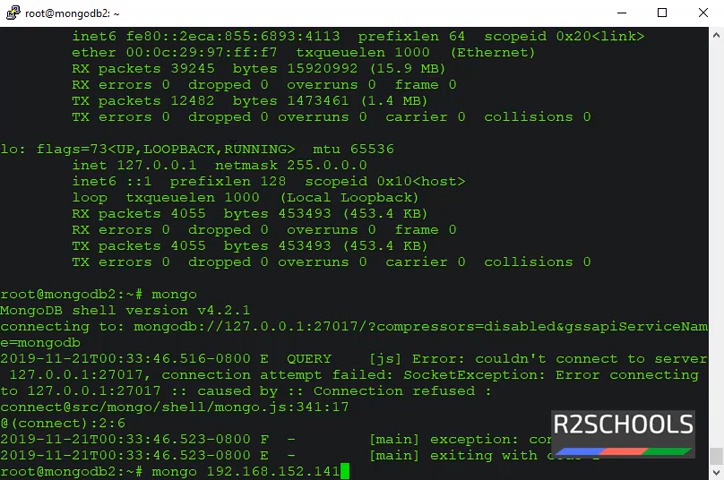 root@mongodb2: ~
inet6 fe80::2eca:855:6893:4113  prefixlen 64  scopeid 0x20<link>
ether 00:0c:29:97:ff:f7  txqueuelen 1000  (Ethernet)
RX packets 39245  bytes 15920992 (15.9 MB)
RX errors 0  dropped 0  overruns 0  frame 0
TX packets 12482  bytes 1473461 (1.4 MB)
TX errors 0  dropped 0 overruns 0  carrier 0  collisions 0
lo: flags=73<UP,LOOPBACK,RUNNING>  mtu 65536
inet 127.0.0.1  netmask 255.0.0.0
inet6 ::1  prefixlen 128  scopeid 0x10<host>
loop  txqueuelen 1000  (Local Loopback)
RX packets 4055  bytes 453493 (453.4 KB)
RX errors 0  dropped 0  overruns 0  frame 0
TX packets 4055  bytes 453493 (453.4 KB)
TX errors 0  dropped 0 overruns 0  carrier 0  collisions 0
root@mongodb2:~# mongo
MongoDB shell version v4.2.1
connecting to: mongodb://127.0.0.1:27017/?compressors=disabled&gssapiServiceNam
e=mongodb
2019-11-21T00:33:46.516-0800 E  QUERY    [js] Error: couldn't connect to server
127.0.0.1:27017, connection attempt failed: SocketException: Error connecting
to 127.0.0.1:27017 :: caused by :: Connection refused :
connect@src/mongo/shell/mongo.js:341:17
@(connect):2:6
2019-11-21T00:33:46.523-0800 F  -        [main] exception:
2019-11-21T00:33:46.523-0800 E  -        [main] exiting with
root@mongodb2:~# mongo 192.168.152.141
R2SCHOOLS